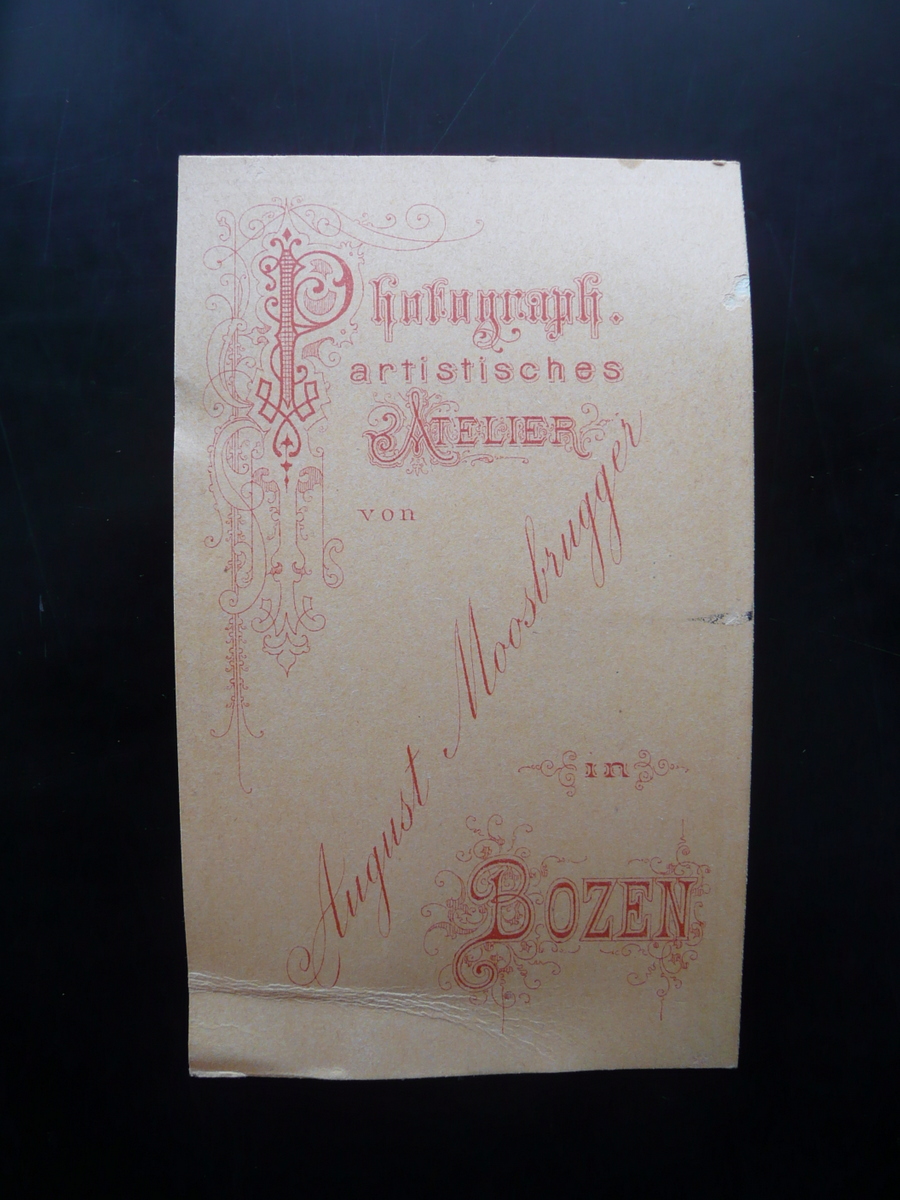 Photograph.
artistisches
ATELIER
von
August Moosbrugger
in
BOZEN